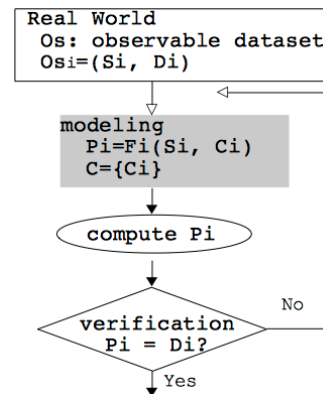 Real World
Os: observable dataset
Osi=(Si, Di)
modeling
Pi=Fi(Si, Ci)
C={Ci}
compute Pi
No
verification
Pi = Di?
Yes